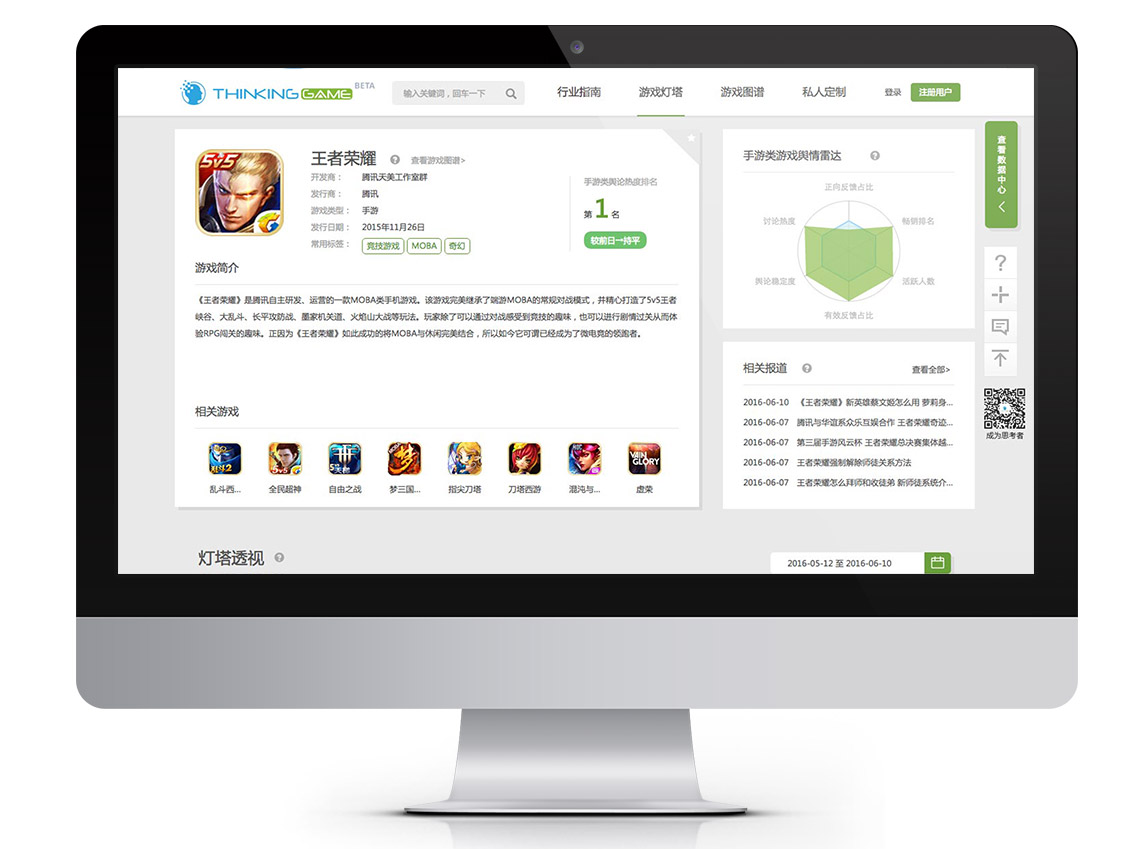 THINKINGGAME BETA
输入关键词，回车一下
行业指南
游戏灯塔
游戏图谱
私人定制
登录
注册用户
5v5
王者荣耀
查看游戏图谱>
开发商： 腾讯天美工作室群
发行商： 腾讯
游戏类型： 手游
发行日期： 2015年11月26日
常用标签： 竞技游戏 MOBA 奇幻
手游类舆论热度排名
第1名
较前日一持平
游戏简介
《王者荣耀》是腾讯自主研发、运营的一款MOBA类手机游戏。该游戏完美继承了端游MOBA的常规对战模式，并精心打造了5v5王者
峡谷、大乱斗、长平攻防战、墨家机关道、火焰山大战等玩法。玩家除了可以通过对战感受到竞技的趣味，也可以进行剧情过关从而体
验RPG闯关的趣味。正因为《王者荣耀》如此成功的将MOBA与休闲完美结合，所以如今它可谓已经成为了微电竞的领跑者。
相关游戏
乱斗2
5v5
梦
VAIN
GLORY
乱斗西...
全民超神
自由之战
梦三国...
指尖刀塔
刀塔西游
混沌与...
虚荣
手游类游戏舆情雷达
正向反馈占比
讨论热度
畅销排名
舆论稳定度
活跃人数
有效反馈占比
相关报道
查看全部>
2016-06-10 《王者荣耀》新英雄蔡文姬怎么用 萝莉身...
2016-06-07 腾讯与华谊系众乐互娱合作 王者荣耀奇迹...
2016-06-07 第三届手游风云杯 王者荣耀总决赛集体越...
2016-06-07 王者荣耀强制解除师徒关系方法
2016-06-07 王者荣耀怎么拜师和收徒弟 新师徒系统介...
查看数据中心
成为思考者
灯塔透视
2016-05-12 至 2016-06-10